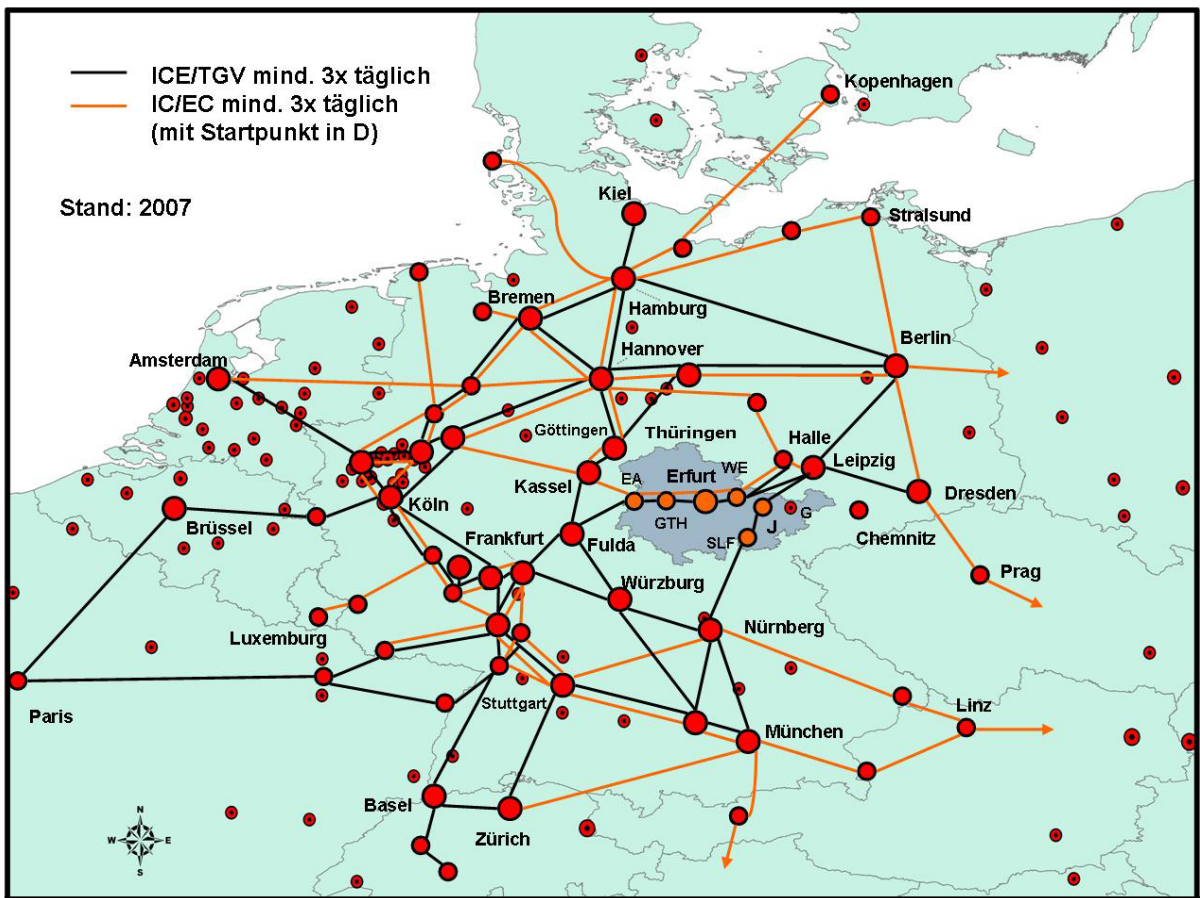 ICE/TGV mind. 3x täglich
IC/EC mind. 3x täglich
(mit Startpunkt in D)
Stand: 2007
Kopenhagen
Kiel
Stralsund
Bremen
Hamburg
Hannover
Berlin
Amsterdam
Göttingen
Thüringen
Halle
Leipzig
Erfurt
WE
EA
Kassel
Köln
Dresden
GTH
J
G
SLF
Brüssel
Chemnitz
Frankfurt
Fulda
Prag
Würzburg
Luxemburg
Nürnberg
Stuttgart
Paris
Linz
München
Basel
Zürich
N
W
E
S